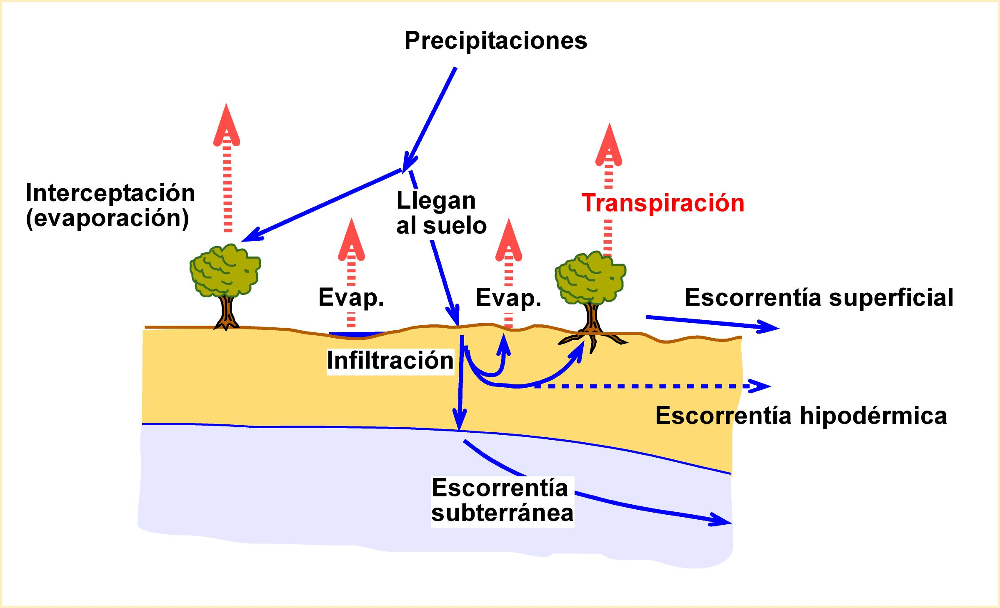 Precipitaciones
Interceptación
(evaporación)
Llegan
al suelo
Transpiración
Evap.
Evap.
Escorrentía superficial
Infiltración
Escorrentía hipodérmica
Escorrentía
subterránea